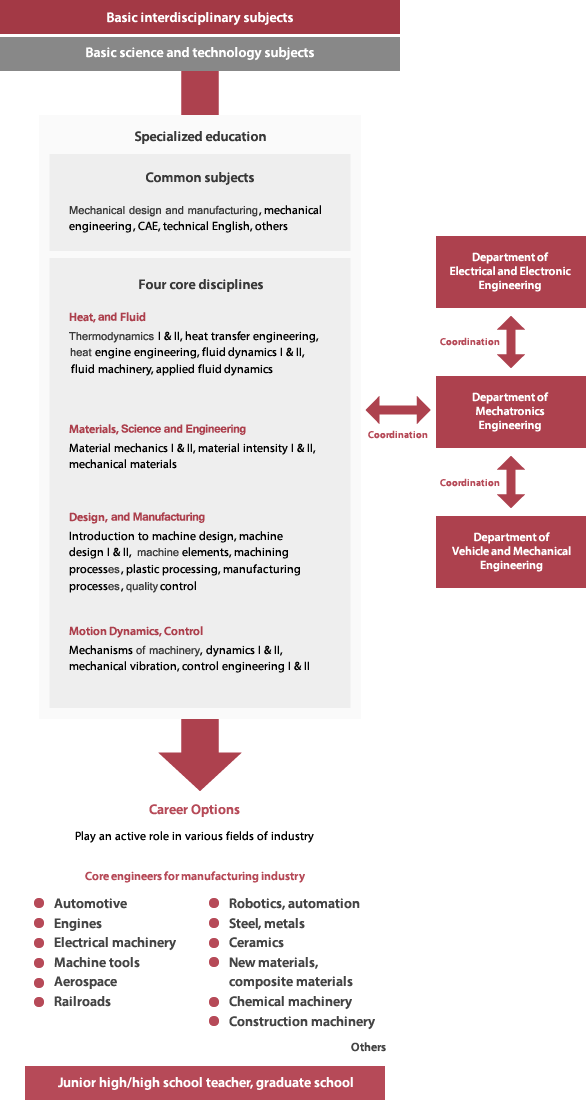 Basic interdisciplinary subjects
Basic science and technology subjects
Specialized education
Common subjects
Mechanical design and manufacturing, mechanical
engineering, CAE, technical English, others
Four core disciplines
Heat, and Fluid
Thermodynamics I & II, heat transfer engineering,
heat engine engineering, fluid dynamics I & II,
fluid machinery, applied fluid dynamics
Materials, Science and Engineering
Material mechanics I & II, material intensity I & II,
mechanical materials
Design, and Manufacturing
Introduction to machine design, machine
design I & II, machine elements, machining
processes, plastic processing, manufacturing
processes, quality control
Motion Dynamics, Control
Mechanisms of machinery, dynamics I & II,
mechanical vibration, control engineering I & II
Coordination
Department of
Electrical and Electronic
Engineering
Coordination
Department of
Mechatronics
Engineering
Coordination
Department of
Vehicle and Mechanical
Engineering
Career Options
Play an active role in various fields of industry
Core engineers for manufacturing industry
Automotive
Engines
Electrical machinery
Machine tools
Aerospace
Railroads
Robotics, automation
Steel, metals
Ceramics
New materials,
composite materials
Chemical machinery
Construction machinery
Others
Junior high/high school teacher, graduate school